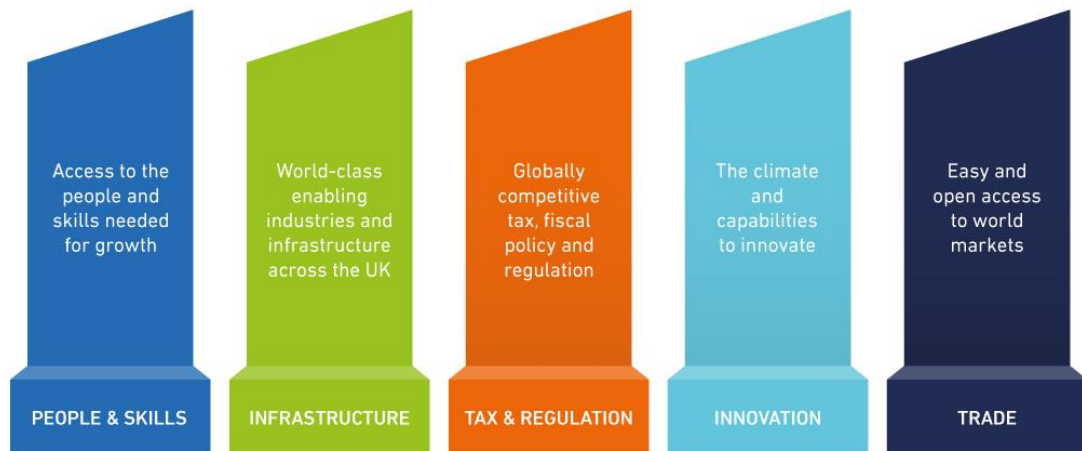 Access to the
people and
skills needed
for growth
PEOPLE & SKILLS
World-class
enabling
industries and
infrastructure
across the UK
INFRASTRUCTURE
Globally
competitive
tax, fiscal
policy and
regulation
TAX & REGULATION
The climate
and
capabilities
to innovate
INNOVATION
Easy and
open access
to world
markets
TRADE